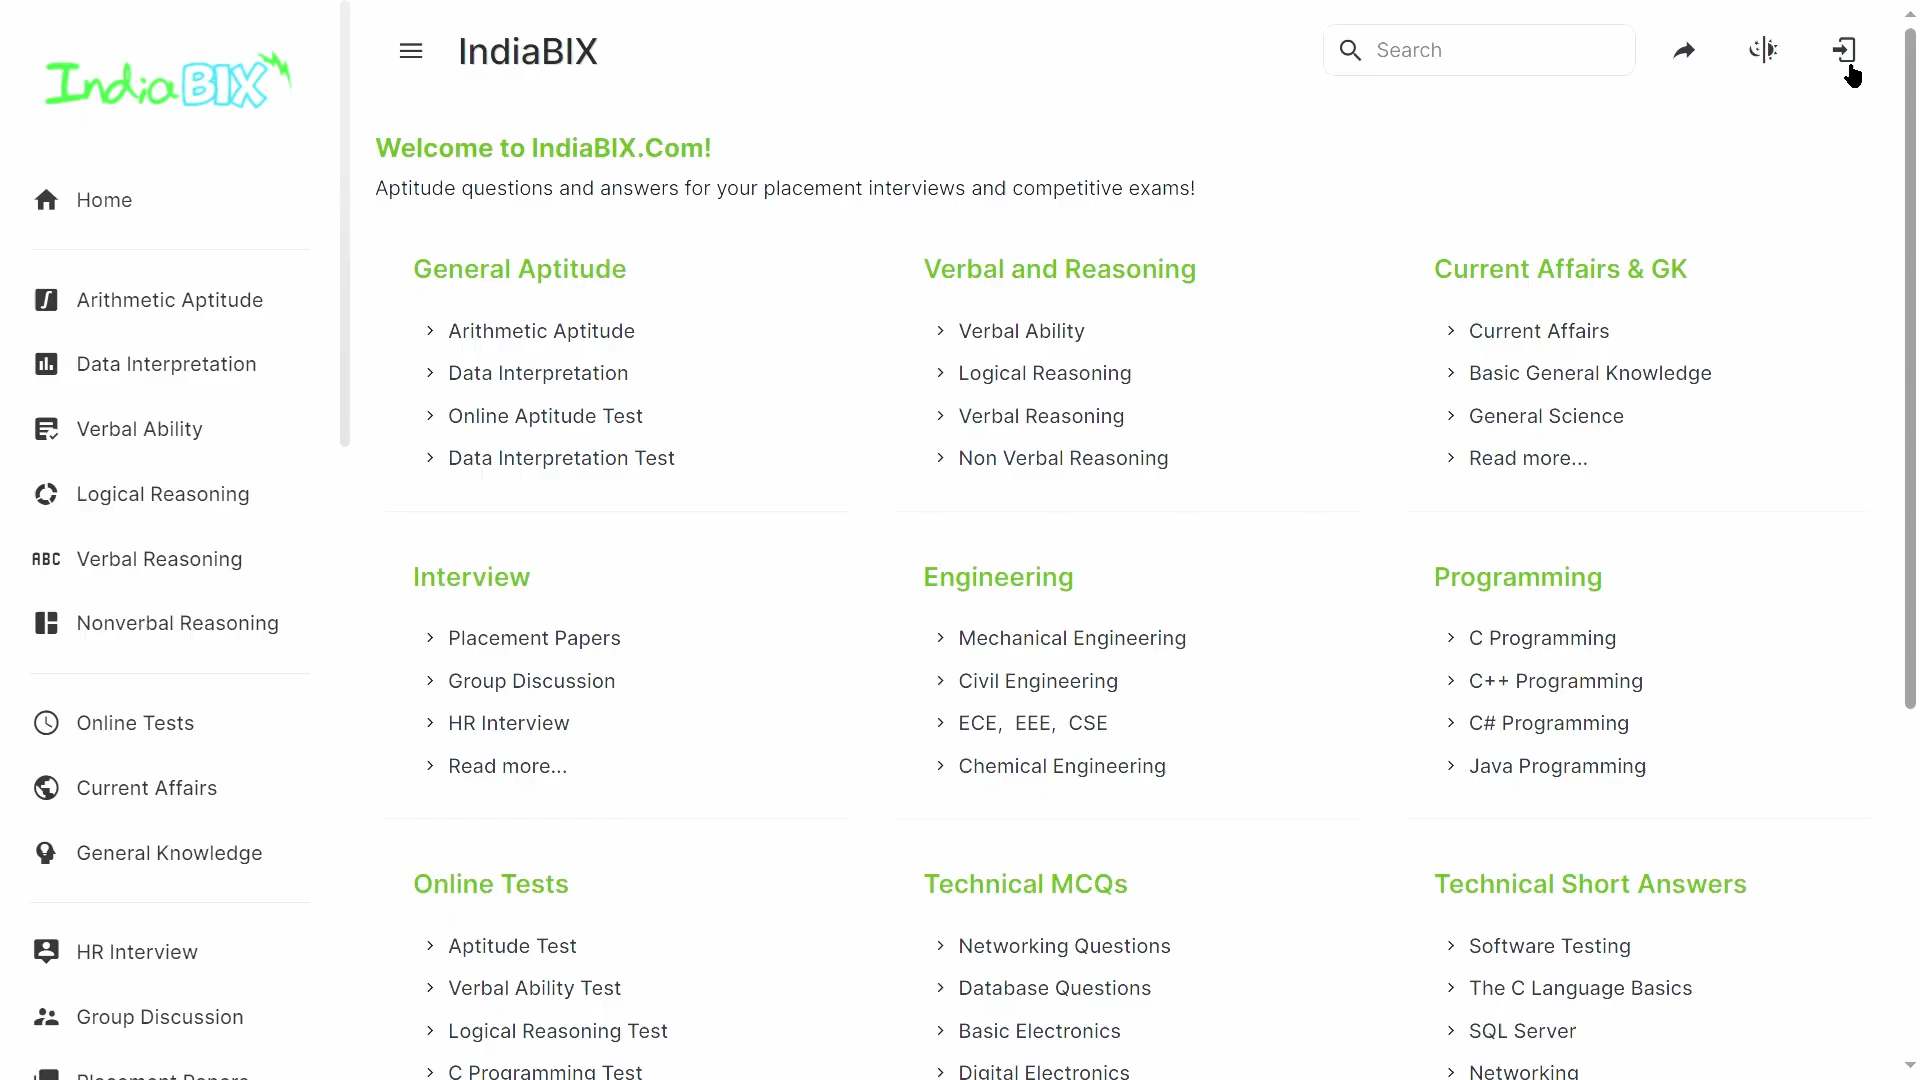 IndiaBIX
Home
Arithmetic Aptitude
Data Interpretation
Verbal Ability
Logical Reasoning
ABC Verbal Reasoning
Nonverbal Reasoning
Online Tests
Current Affairs
General Knowledge
HR Interview
Group Discussion
Placement Papers
IndiaBIX
Search
Welcome to IndiaBIX.Com!
Aptitude questions and answers for your placement interviews and competitive exams!
General Aptitude
Arithmetic Aptitude
Data Interpretation
Online Aptitude Test
Data Interpretation Test
Verbal and Reasoning
Verbal Ability
Logical Reasoning
Verbal Reasoning
Non Verbal Reasoning
Current Affairs & GK
Current Affairs
Basic General Knowledge
General Science
Read more...
Interview
Placement Papers
Group Discussion
HR Interview
Read more...
Engineering
Mechanical Engineering
Civil Engineering
ECE, EEE, CSE
Chemical Engineering
Programming
C Programming
C++ Programming
C# Programming
Java Programming
Online Tests
Aptitude Test
Verbal Ability Test
Logical Reasoning Test
C Programming Test
Technical MCQs
Networking Questions
Database Questions
Basic Electronics
Digital Electronics
Technical Short Answers
Software Testing
The C Language Basics
SQL Server
Networking